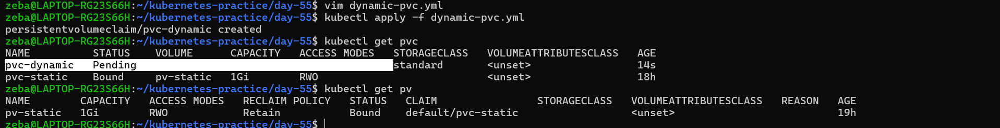 zeba@LAPTOP-RG23S66H:~/kubernetes-practice/day-55$ vim dynamic-pvc.yml
zeba@LAPTOP-RG23S66H:~/kubernetes-practice/day-55$ kubectl apply -f dynamic-pvc.yml
persistentvolumeclaim/pvc-dynamic created
zeba@LAPTOP-RG23S66H:~/kubernetes-practice/day-55$ kubectl get pvc
NAME          STATUS    VOLUME      CAPACITY   ACCESS MODES   STORAGECLASS   VOLUMEATTRIBUTESCLASS   AGE
pvc-dynamic   Pending                                         standard       <unset>                 14s
pvc-static    Bound     pv-static   1Gi        RWO                           <unset>                 18h
zeba@LAPTOP-RG23S66H:~/kubernetes-practice/day-55$ kubectl get pv
NAME        CAPACITY   ACCESS MODES   RECLAIM POLICY   STATUS   CLAIM                STORAGECLASS   VOLUMEATTRIBUTESCLASS   REASON   AGE
pv-static   1Gi        RWO            Retain           Bound    default/pvc-static                  <unset>                          19h
zeba@LAPTOP-RG23S66H:~/kubernetes-practice/day-55$